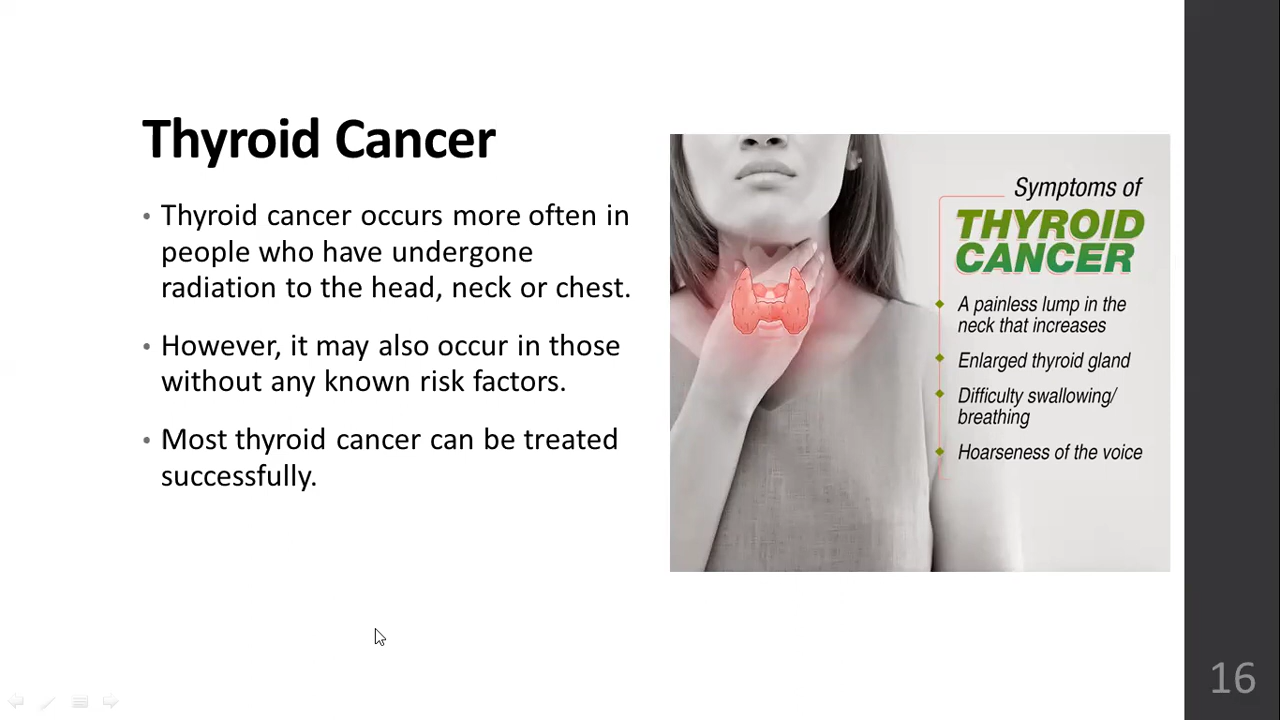 Thyroid Cancer
• Thyroid cancer occurs more often in
people who have undergone
radiation to the head, neck or chest.
• However, it may also occur in those
without any known risk factors.
• Most thyroid cancer can be treated
successfully.
Symptoms of
THYROID
CANCER
A painless lump in the
neck that increases
Enlarged thyroid gland
Difficulty swallowing/
breathing
Hoarseness of the voice
16